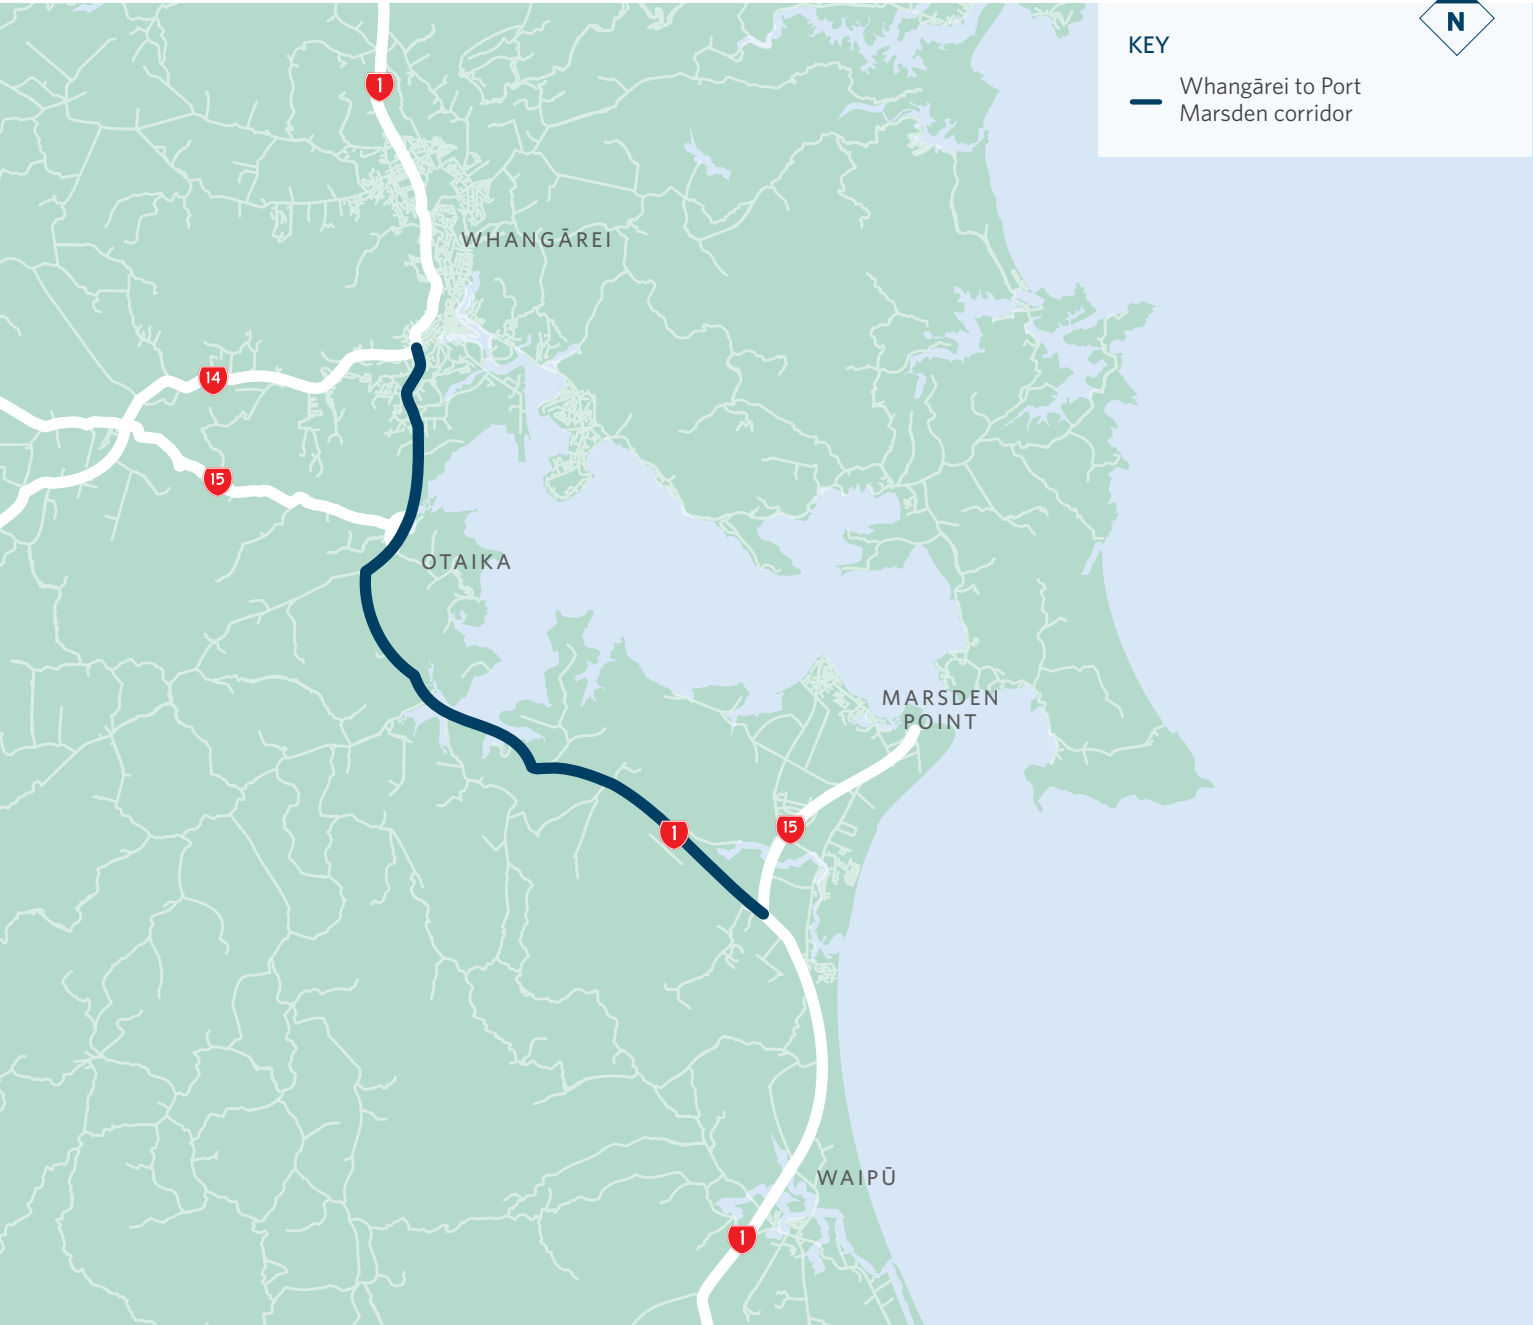 N
KEY
Whangārei to Port
Marsden corridor
1
WHANGĀREI
14
15
OTAIKA
MARSDEN
POINT
1
15
WAIPŪ
1